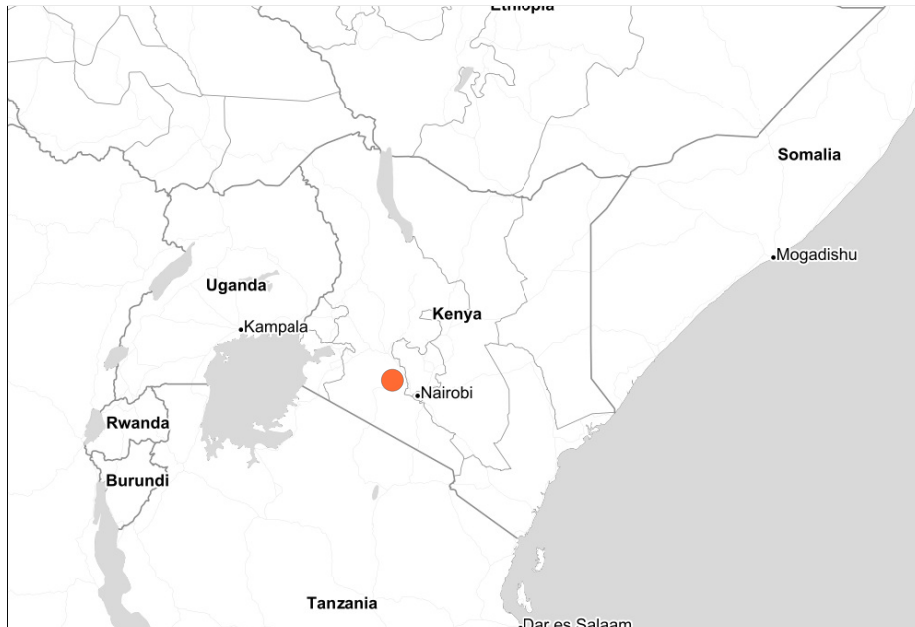 Ethiopia
Somalia
Mogadishu
Uganda
Kenya
Kampala
Nairobi
Rwanda
Burundi
Tanzania
Dar es Salaam